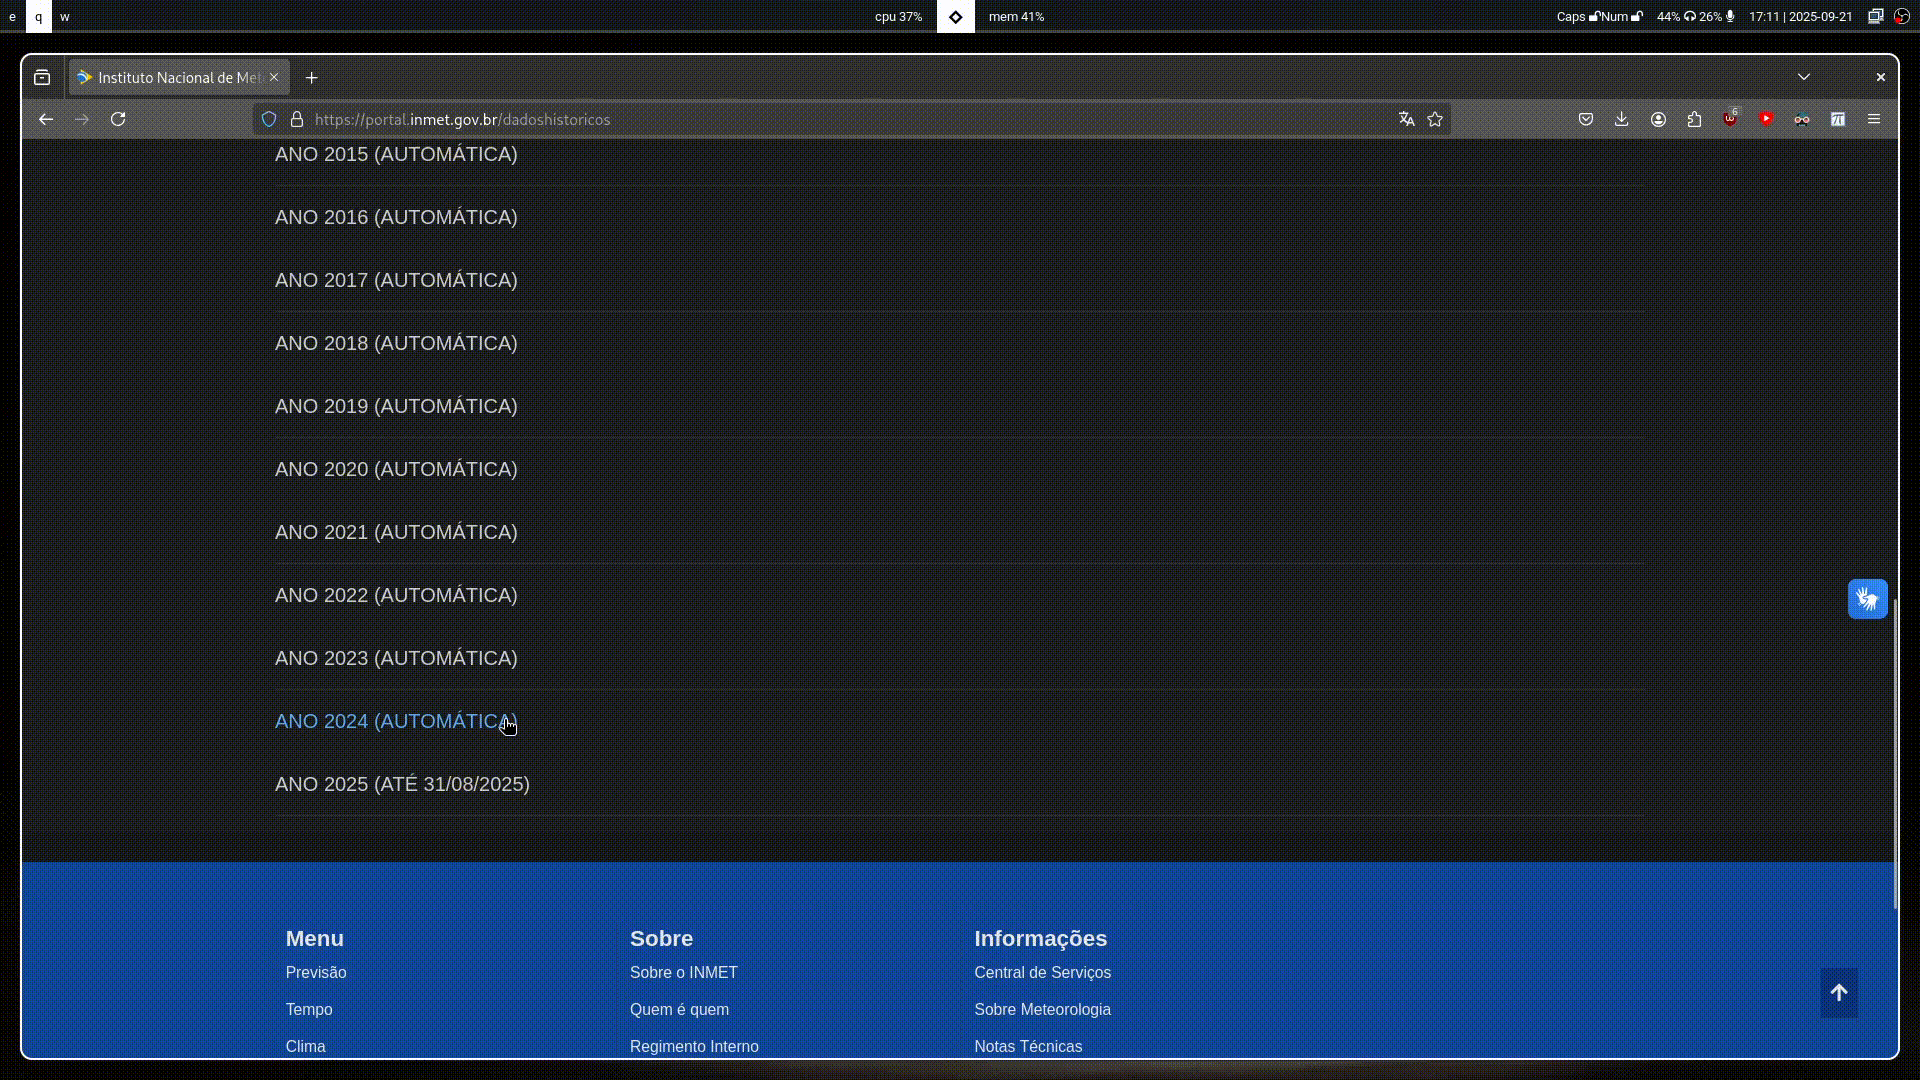 e q w cpu 37% mem 41% Caps Num 44% 26% 17:11 | 2025-09-21
Instituto Nacional de Met
https://portal.inmet.gov.br/dadoshistoricos 6
ANO 2015 (AUTOMÁTICA)
ANO 2016 (AUTOMÁTICA)
ANO 2017 (AUTOMÁTICA)
ANO 2018 (AUTOMÁTICA)
ANO 2019 (AUTOMÁTICA)
ANO 2020 (AUTOMÁTICA)
ANO 2021 (AUTOMÁTICA)
ANO 2022 (AUTOMÁTICA)
ANO 2023 (AUTOMÁTICA)
ANO 2024 (AUTOMÁTICA)
ANO 2025 (ATÉ 31/08/2025)
Menu
Previsão
Tempo
Clima
Sobre
Sobre o INMET
Quem é quem
Regimento Interno
Informações
Central de Serviços
Sobre Meteorologia
Notas Técnicas